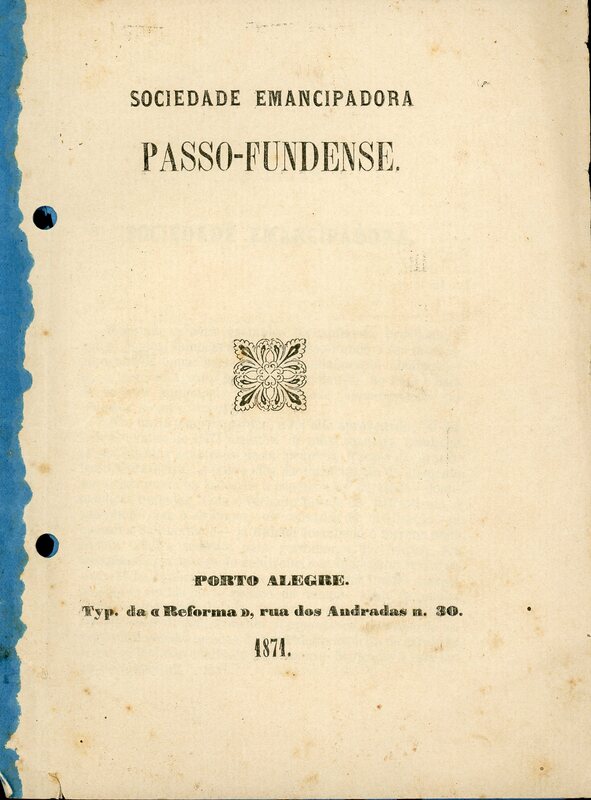 SOCIEDADE EMANCIPADORA
PASSO-FUNDENSE.
PORTO ALEGRE.
Typ. da « Reforma », rua dos Andradas n. 30.
1871.